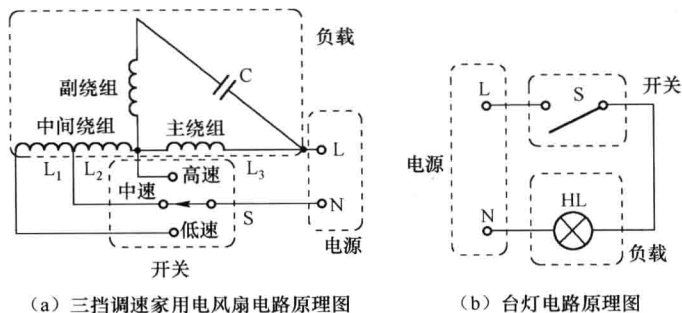 负载
C
副绕组
中间绕组
主绕组
L
L₁
L₂
L₃
高速
中速
S
N
低速
电源
开关
(a) 三挡调速家用电风扇电路原理图
L
S
开关
电源
HL
N
负载
(b) 台灯电路原理图